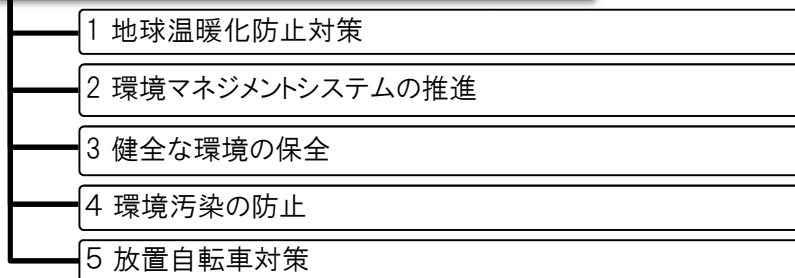 1 地球温暖化防止対策
2 環境マネジメントシステムの推進
3 健全な環境の保全
4 環境汚染の防止
5 放置自転車対策